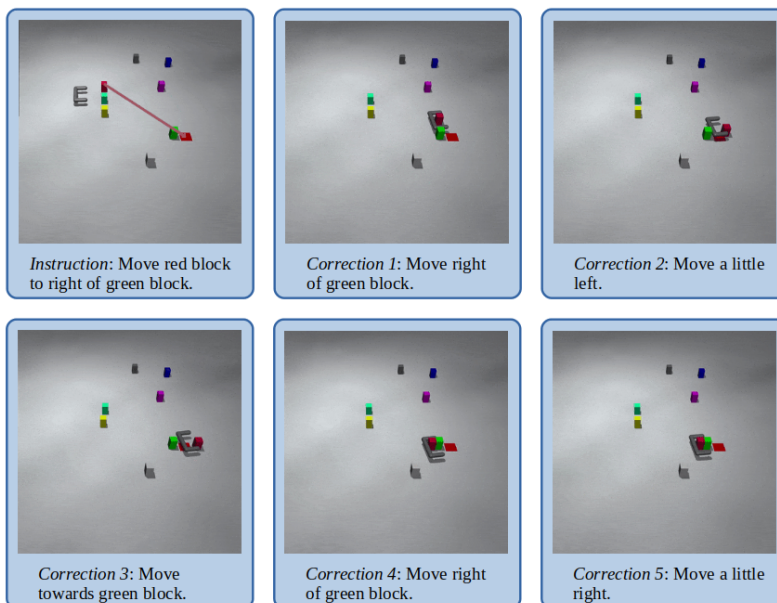 Instruction: Move red block
to right of green block.
Correction 1: Move right
of green block.
Correction 2: Move a little
left.
Correction 3: Move
towards green block.
Correction 4: Move right
of green block.
Correction 5: Move a little
right.